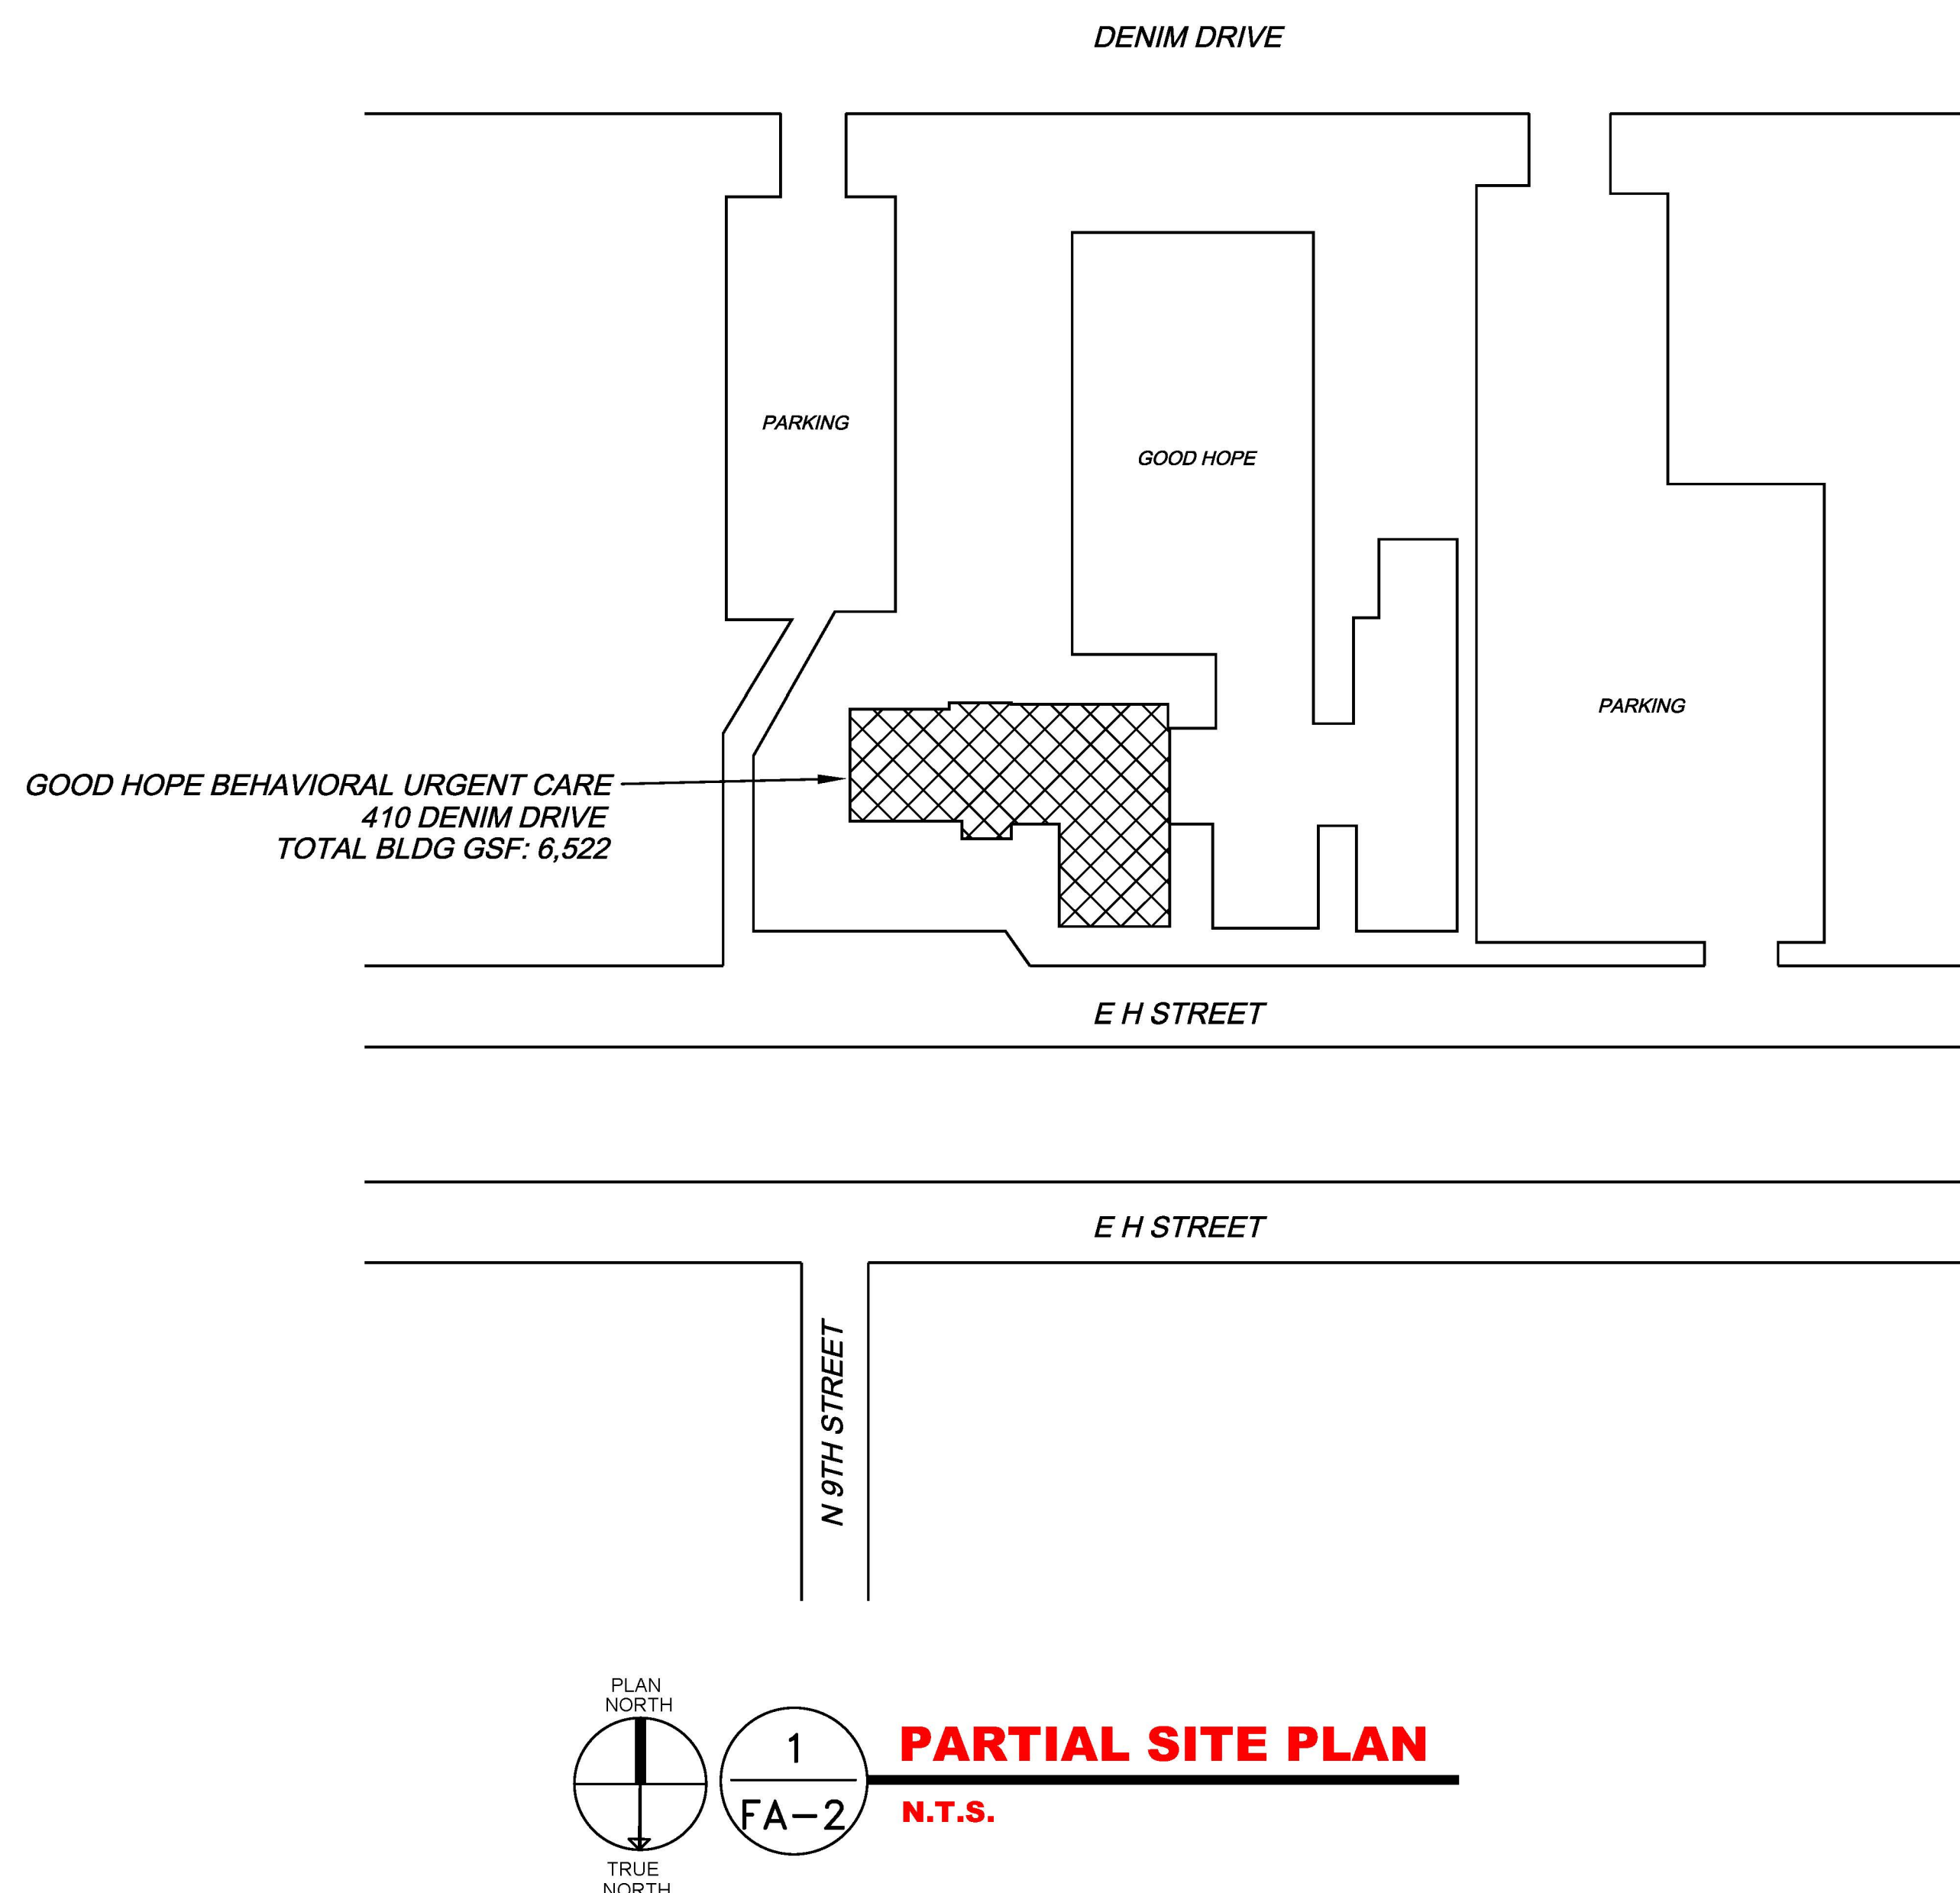 DENIM DRIVE
PARKING
GOOD HOPE
PARKING
GOOD HOPE BEHAVIORAL URGENT CARE
410 DENIM DRIVE
TOTAL BLDG GSF: 6,522
E H STREET
E H STREET
N 9TH STREET
PLAN
NORTH
1
FA-2
PARTIAL SITE PLAN
N.T.S.
TRUE
NORTH